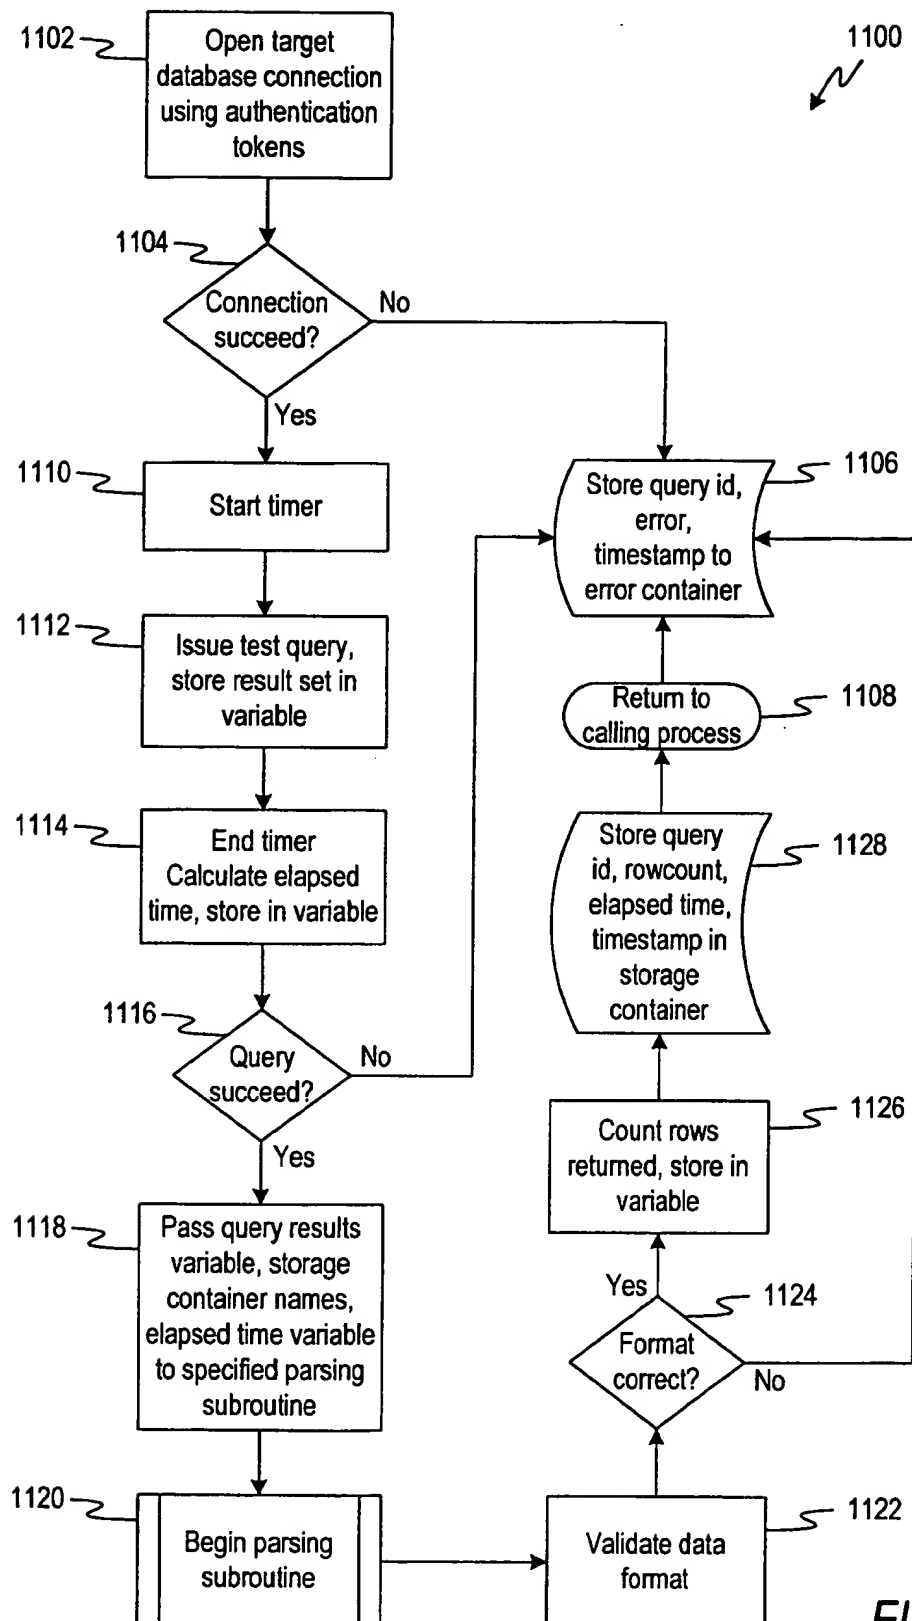 1102
Open target
database connection
using authentication
tokens
1100
1104
Connection
succeed?
No
Yes
1110
Start timer
1106
Store query id,
error,
timestamp to
error container
1112
Issue test query,
store result set in
variable
1108
Return to
calling process
1114
End timer
Calculate elapsed
time, store in variable
1128
Store query
id, rowcount,
elapsed time,
timestamp in
storage
container
1116
Query
succeed?
No
Yes
1126
Count rows
returned, store in
variable
1118
Pass query results
variable, storage
container names,
elapsed time variable
to specified parsing
subroutine
Yes
1124
Format
correct?
No
1120
Begin parsing
subroutine
1122
Validate data
format